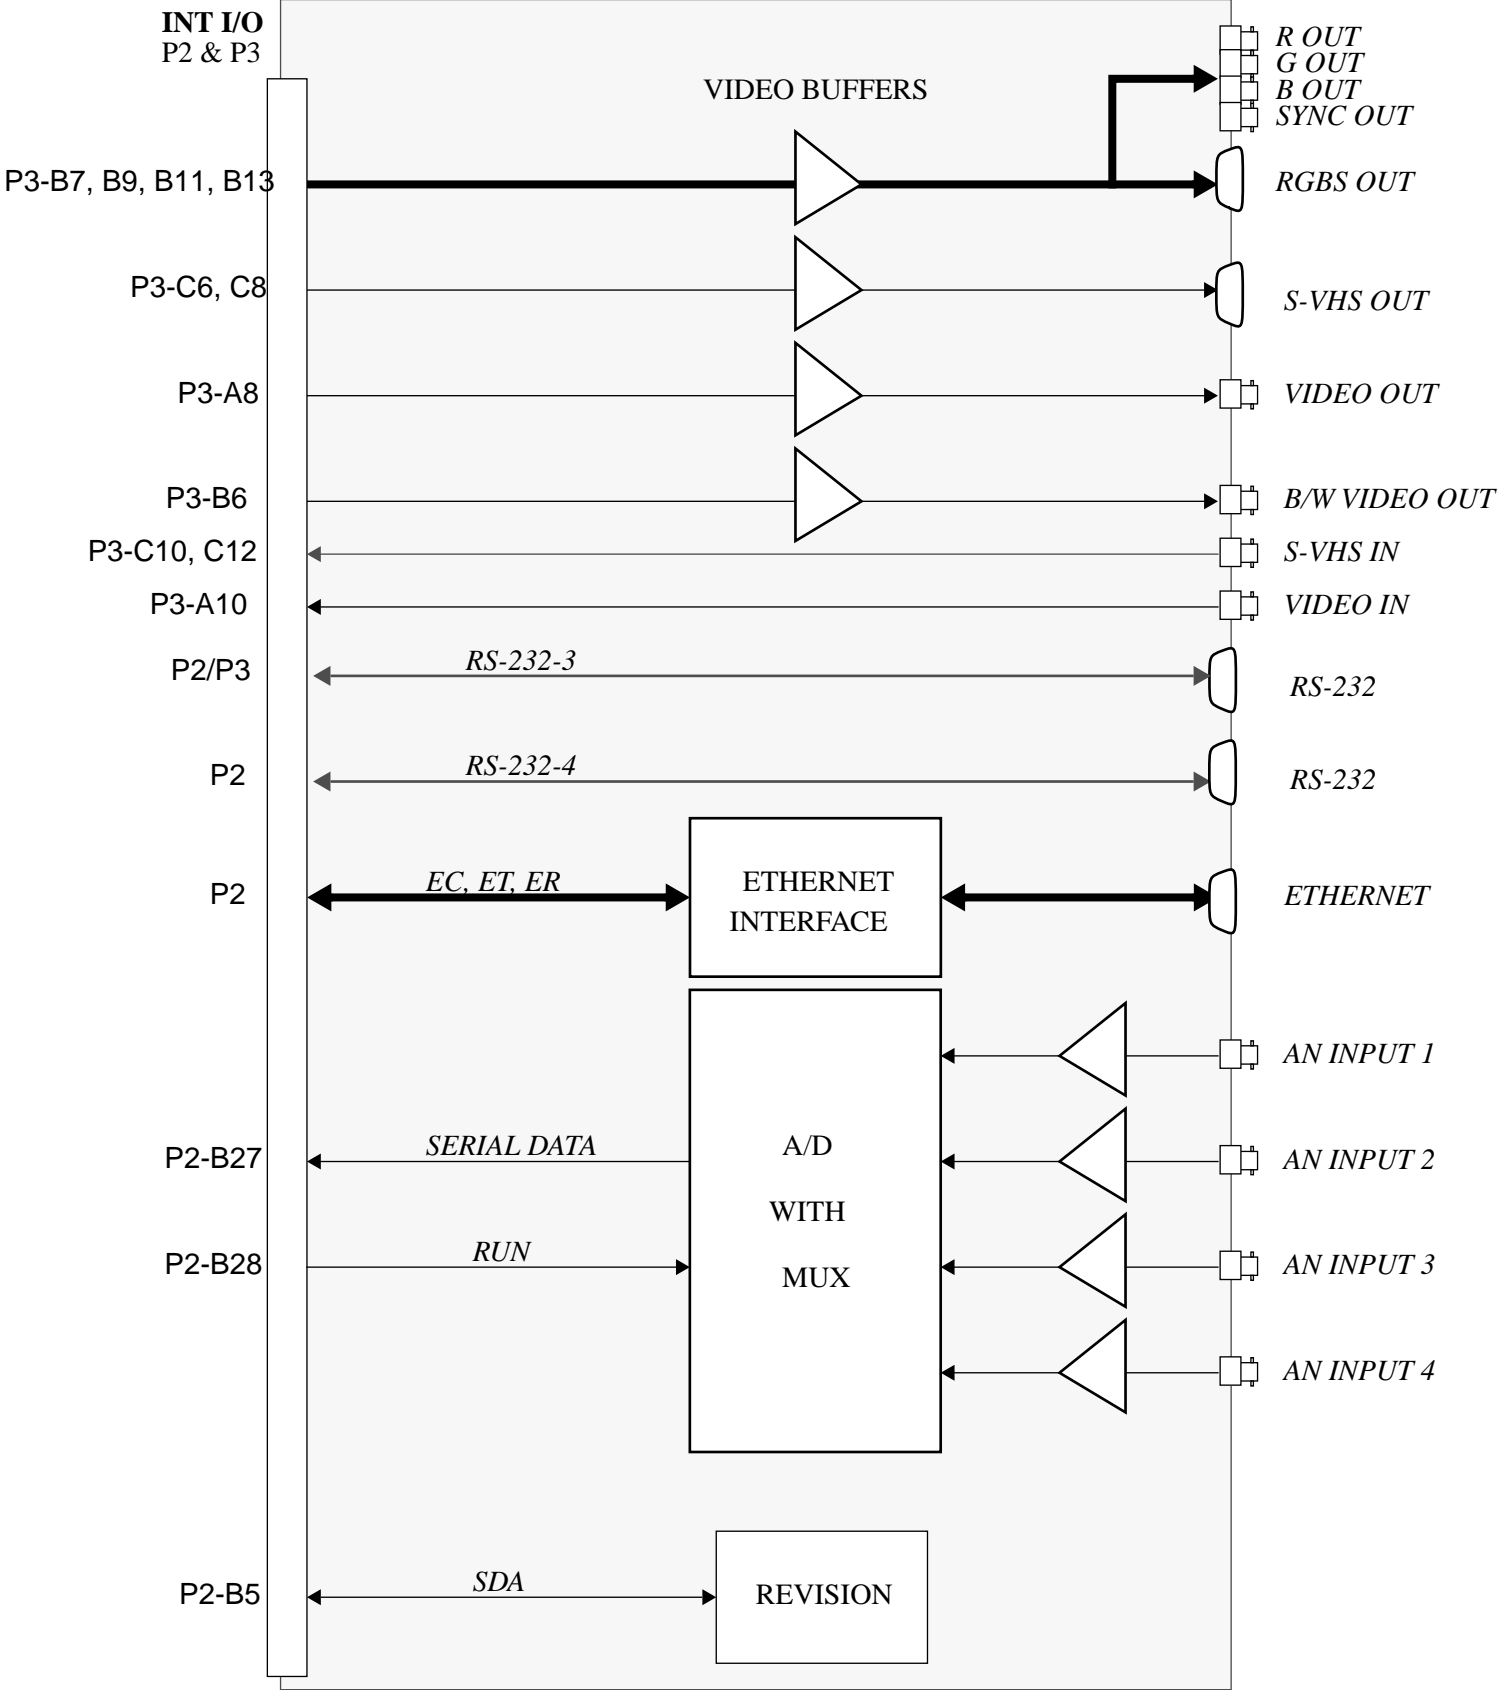 INT I/O
P2 & P3
VIDEO BUFFERS
R OUT
G OUT
B OUT
SYNC OUT
P3-B7, B9, B11, B13
RGBS OUT
P3-C6, C8
S-VHS OUT
P3-A8
VIDEO OUT
P3-B6
B/W VIDEO OUT
P3-C10, C12
S-VHS IN
P3-A10
VIDEO IN
P2/P3
RS-232-3
RS-232
P2
RS-232-4
RS-232
P2
EC, ET, ER
ETHERNET
INTERFACE
ETHERNET
AN INPUT 1
P2-B27
SERIAL DATA
A/D
AN INPUT 2
WITH
P2-B28
RUN
MUX
AN INPUT 3
AN INPUT 4
P2-B5
SDA
REVISION